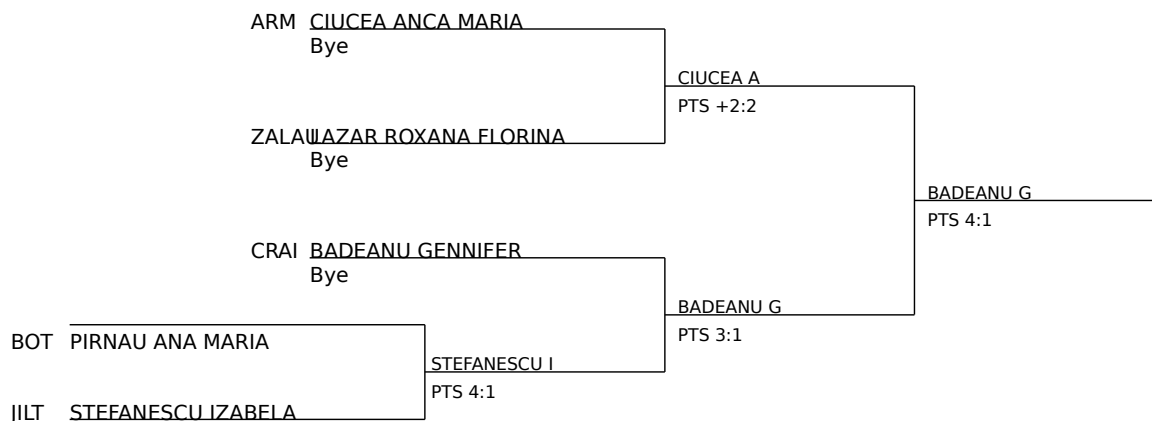 ARM CIUCEA ANCA MARIA
Bye
CIUCEA A
PTS +2:2
ZALAU LAZAR ROXANA FLORINA
Bye
BADEANU G
PTS 4:1
CRAI BADEANU GENNIFER
Bye
BADEANU G
PTS 3:1
BOT PIRNAU ANA MARIA
STEFANESCU I
PTS 4:1
JILT STEFANESCU IZABELA